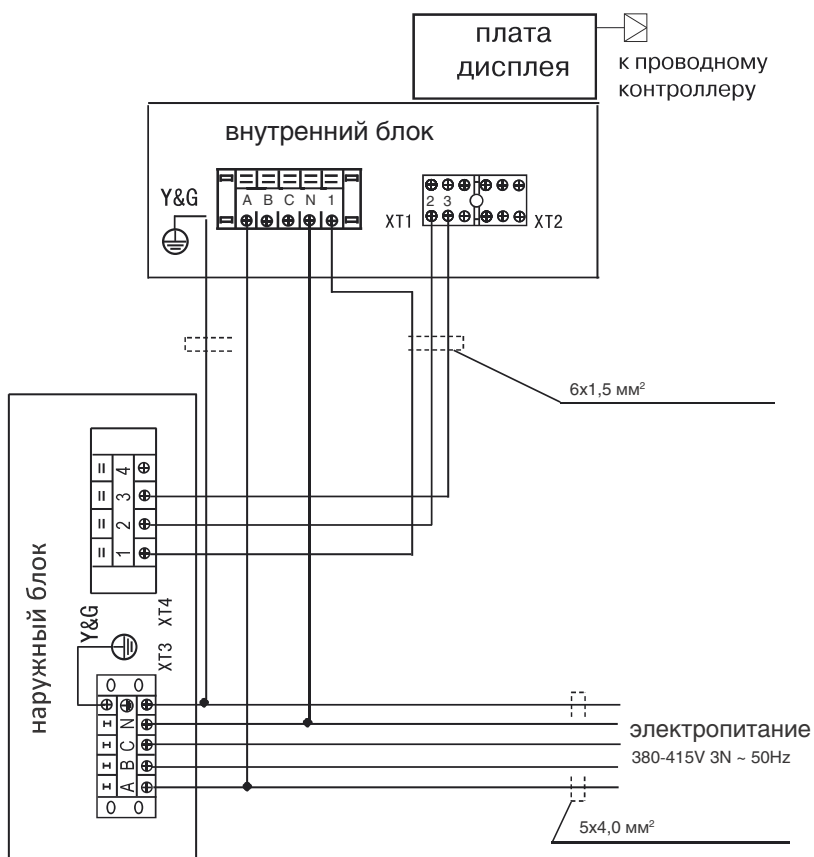 плата
дисплея
к проводному
контроллеру
внутренний блок
Y&G
A B C N 1
2 3
XT1
XT2
6x1,5 мм²
наружный блок
4
3
2
1
XT4
Y&G
XT3
N
C
B
A
электропитание
380-415V 3N ~ 50Hz
5x4,0 мм²